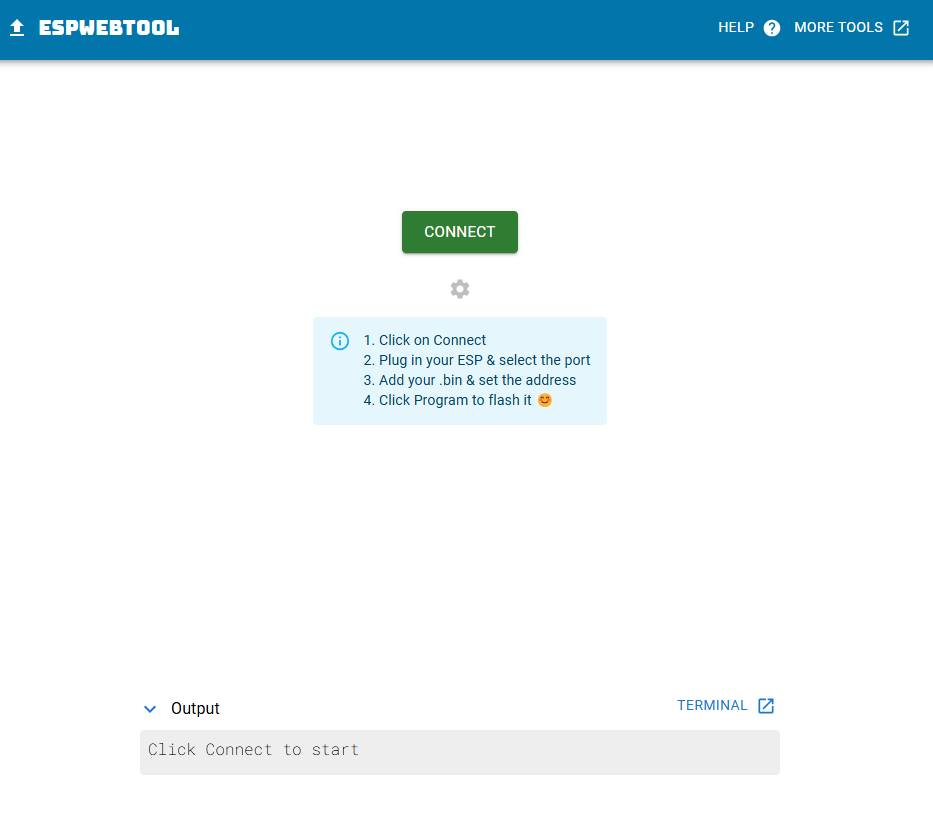 ESPWEBTOOL
HELP
MORE TOOLS
CONNECT
1. Click on Connect
2. Plug in your ESP & select the port
3. Add your .bin & set the address
4. Click Program to flash it 😊
Output
TERMINAL
Click Connect to start